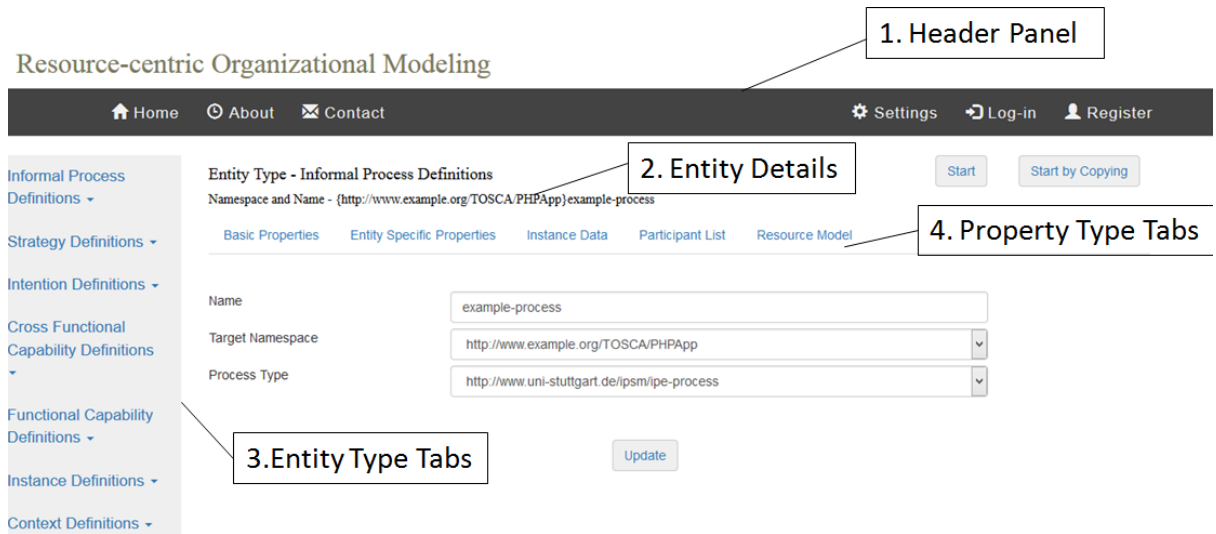 1. Header Panel
Resource-centric Organizational Modeling
Home About Contact Settings Log-in Register
Informal Process
Definitions
Strategy Definitions
Intention Definitions
Cross Functional
Capability Definitions
Functional Capability
Definitions
Instance Definitions
Context Definitions
Entity Type - Informal Process Definitions
Namespace and Name - {http://www.example.org/TOSCA/PHPApp}example-process
2. Entity Details
Start
Start by Copying
Basic Properties Entity Specific Properties Instance Data Participant List Resource Model
4. Property Type Tabs
Name
example-process
Target Namespace
http://www.example.org/TOSCA/PHPApp
Process Type
http://www.uni-stuttgart.de/ipsm/ipe-process
3.Entity Type Tabs
Update